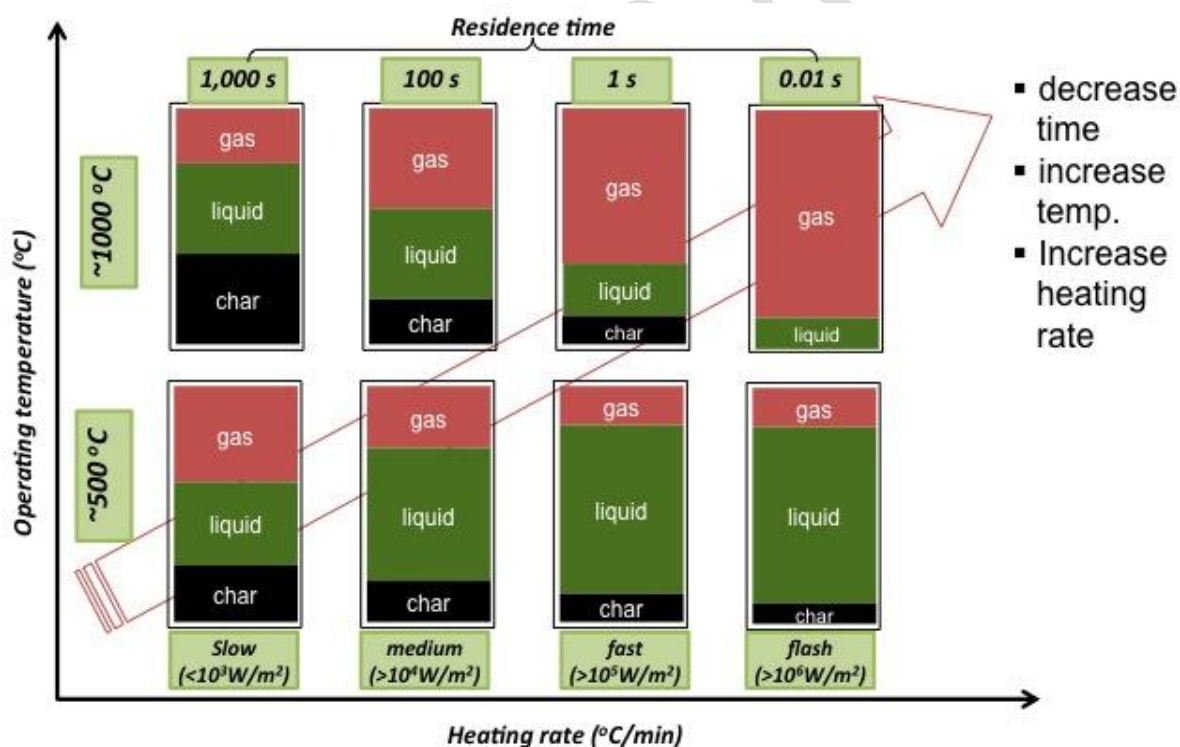 Residence time
1,000 s
100 s
1 s
0.01 s
gas
liquid
char
gas
liquid
char
gas
liquid
char
gas
liquid
▪ decrease
time
▪ increase
temp.
▪ Increase
heating
rate
Operating temperature (°C)
~1000 °C
~500 °C
gas
liquid
char
gas
liquid
char
gas
liquid
char
gas
liquid
char
Slow
(<10³W/m²)
medium
(>10⁴W/m²)
fast
(>10⁵W/m²)
flash
(>10⁶W/m²)
Heating rate (°C/min)